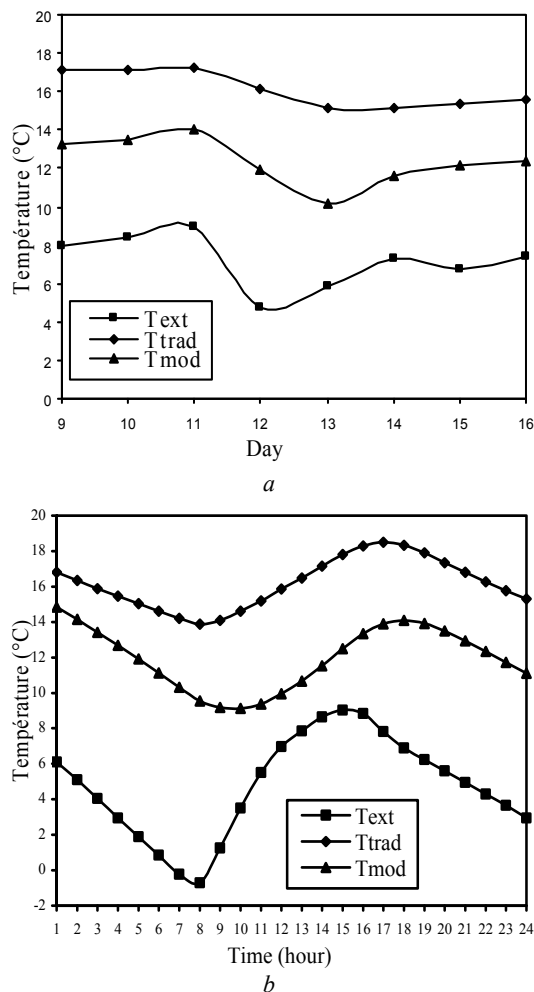 20
18
16
14
12
10
8
6
4
2
0
Température (°C)
Text
Ttrad
Tmod
9 10 11 12 13 14 15 16
Day
a
20
18
16
14
12
10
8
6
4
2
0
-2
Température (°C)
Text
Ttrad
Tmod
1 2 3 4 5 6 7 8 9 10 11 12 13 14 15 16 17 18 19 20 21 22 23 24
Time (hour)
b